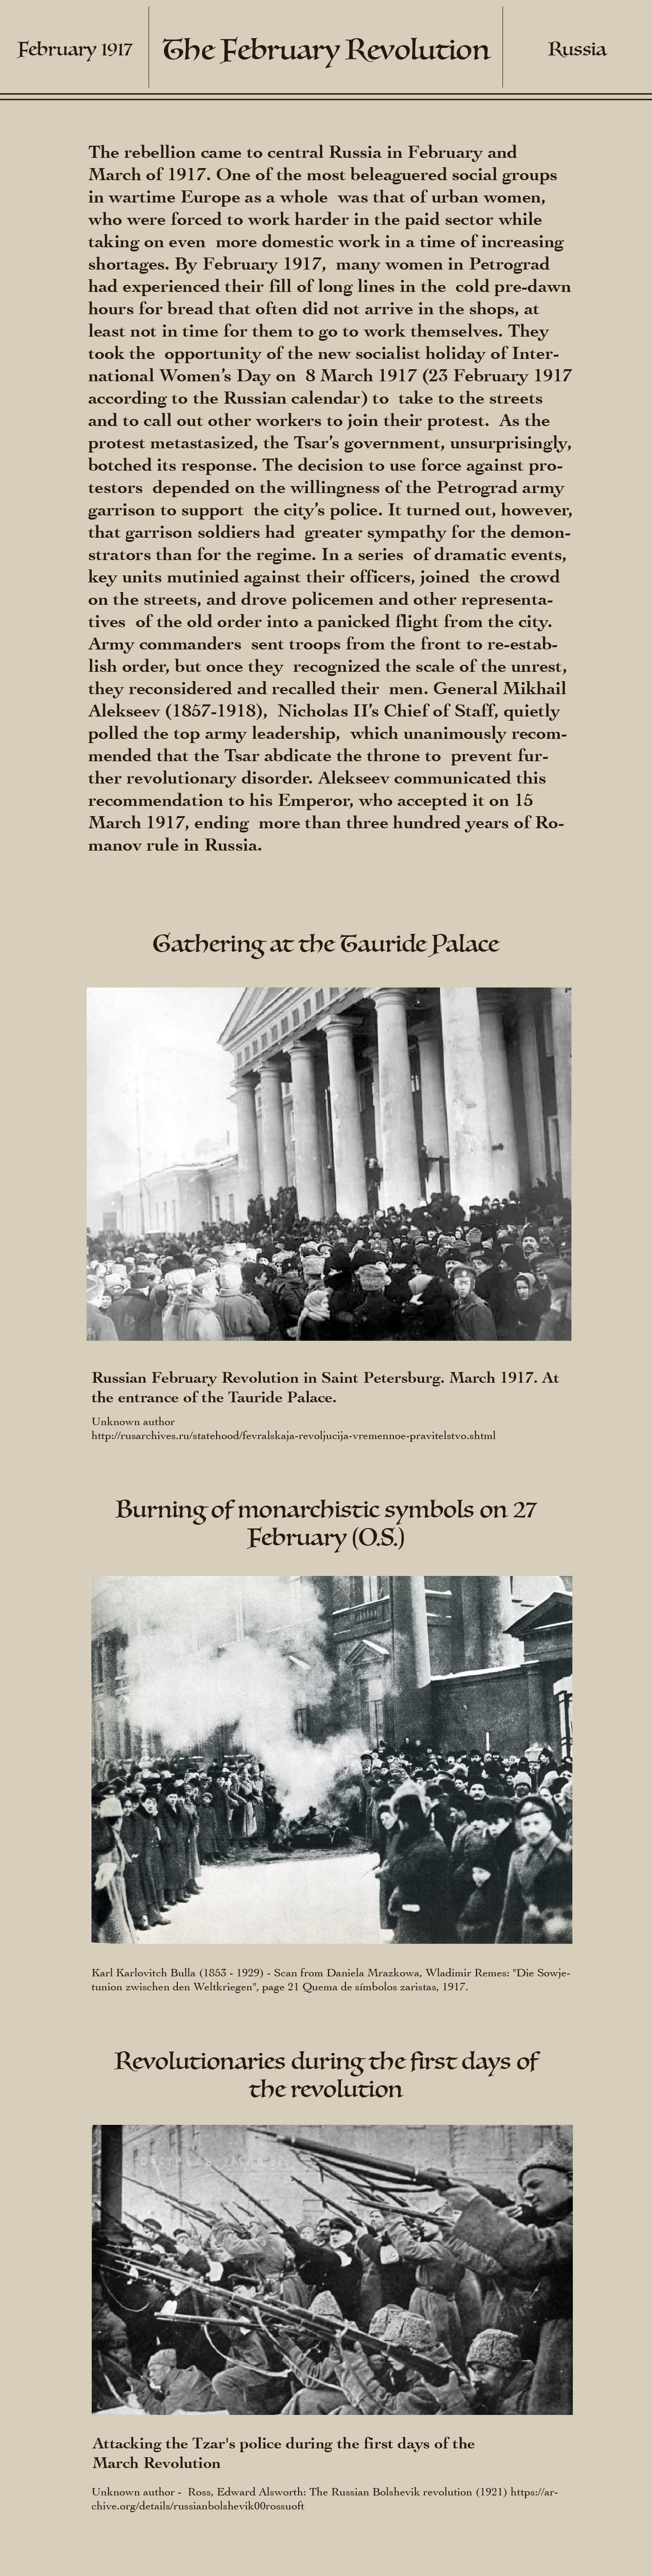 February 1917
The February Revolution
Russia
The rebellion came to central Russia in February and
March of 1917. One of the most beleaguered social groups
in wartime Europe as a whole  was that of urban women,
who were forced to work harder in the paid sector while
taking on even  more domestic work in a time of increasing
shortages. By February 1917,  many women in Petrograd
had experienced their fill of long lines in the  cold pre-dawn
hours for bread that often did not arrive in the shops, at
least not in time for them to go to work themselves. They
took the  opportunity of the new socialist holiday of Inter-
national Women's Day on  8 March 1917 (23 February 1917
according to the Russian calendar) to  take to the streets
and to call out other workers to join their protest.  As the
protest metastasized, the Tsar's government, unsurprisingly,
botched its response. The decision to use force against pro-
testors  depended on the willingness of the Petrograd army
garrison to support  the city's police. It turned out, however,
that garrison soldiers had  greater sympathy for the demon-
strators than for the regime. In a series  of dramatic events,
key units mutinied against their officers, joined  the crowd
on the streets, and drove policemen and other representa-
tives  of the old order into a panicked flight from the city.
Army commanders  sent troops from the front to re-estab-
lish order, but once they  recognized the scale of the unrest,
they reconsidered and recalled their  men. General Mikhail
Alekseev (1857-1918),  Nicholas II's Chief of Staff, quietly
polled the top army leadership,  which unanimously recom-
mended that the Tsar abdicate the throne to  prevent fur-
ther revolutionary disorder. Alekseev communicated this
recommendation to his Emperor, who accepted it on 15
March 1917, ending  more than three hundred years of Ro-
manov rule in Russia.
Gathering at the Tauride Palace
Russian February Revolution in Saint Petersburg. March 1917. At
the entrance of the Tauride Palace.
Unknown author
http://rusarchives.ru/statehood/fevralskaja-revoljucija-vremennoe-pravitelstvo.shtml
Burning of monarchistic symbols on 27
February (O.S.)
Karl Karlovitch Bulla (1853 - 1929) - Scan from Daniela Mrazkowa, Wladimir Remes: "Die Sowje-
tunion zwischen den Weltkriegen", page 21 Quema de símbolos zaristas, 1917.
Revolutionaries during the first days of
the revolution
Attacking the Tzar's police during the first days of the
March Revolution
Unknown author -  Ross, Edward Alsworth: The Russian Bolshevik revolution (1921) https://ar-
chive.org/details/russianbolshevik00rossuoft